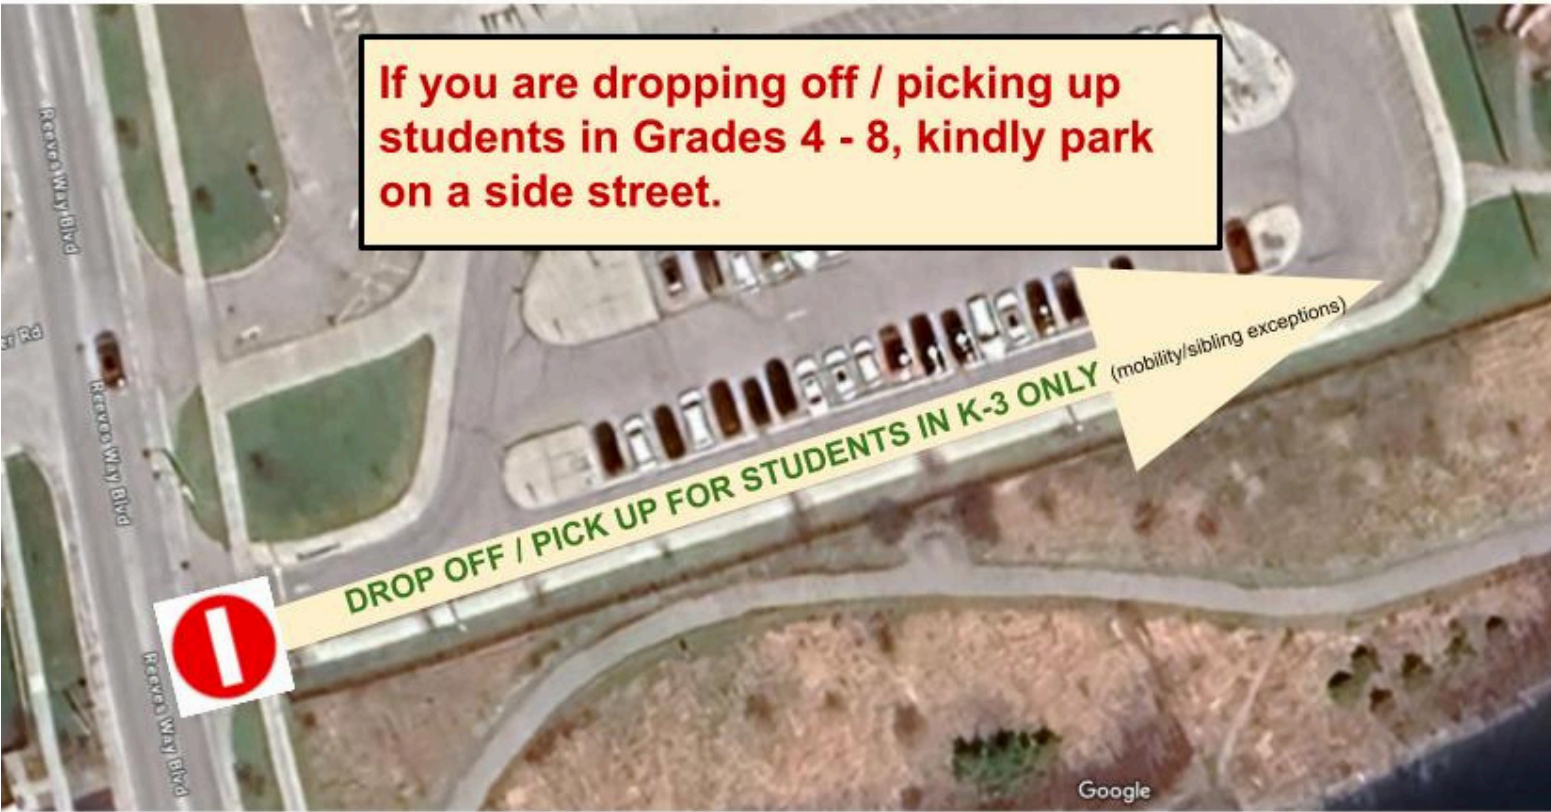 If you are dropping off / picking up
students in Grades 4 - 8, kindly park
on a side street.
Reeves Way Blvd
er Rd
Reeves Way Blvd
(mobility/sibling exceptions)
DROP OFF / PICK UP FOR STUDENTS IN K-3 ONLY
Reeves Way Blvd
Google